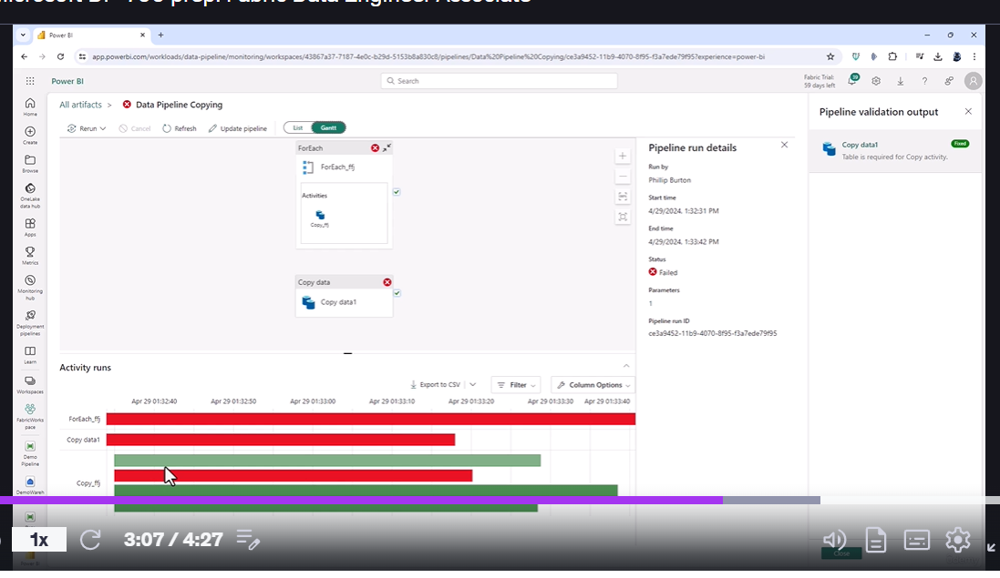 Power BI
app.powerbi.com/workloads/data-pipeline/monitoring/workspaces/43867a37-7187-4e0c-b29d-5153b8a830c8/pipelines/Data%20Pipeline%20Copying/ce3a9452-11b9-4070-8f95-f3a7ede79f95?experience=power-bi
Power BI
Search
Fabric Trial:
59 days left
Home
Create
Browse
OneLake
data hub
Apps
Metrics
Monitoring
hub
Deployment
pipelines
Learn
Workspaces
FabricWorks
pace
Demo
Pipeline
DemoWareh
All artifacts > Data Pipeline Copying
Rerun Cancel Refresh Update pipeline List Gantt
ForEach
ForEach_ffj
Activities
Copy_ffj
Copy data
Copy data1
Pipeline run details
Run by
Phillip Burton
Start time
4/29/2024, 1:32:31 PM
End time
4/29/2024, 1:33:42 PM
Status
Failed
Parameters
1
Pipeline run ID
ce3a9452-11b9-4070-8f95-f3a7ede79f95
Pipeline validation output
Copy data1 Fixed
Table is required for Copy activity.
Activity runs
Export to CSV Filter Column Options
Apr 29 01:32:40 Apr 29 01:32:50 Apr 29 01:33:00 Apr 29 01:33:10 Apr 29 01:33:20 Apr 29 01:33:30 Apr 29 01:33:40
ForEach_ffj
Copy data1
Copy_ffj
1x 3:07 / 4:27
Close